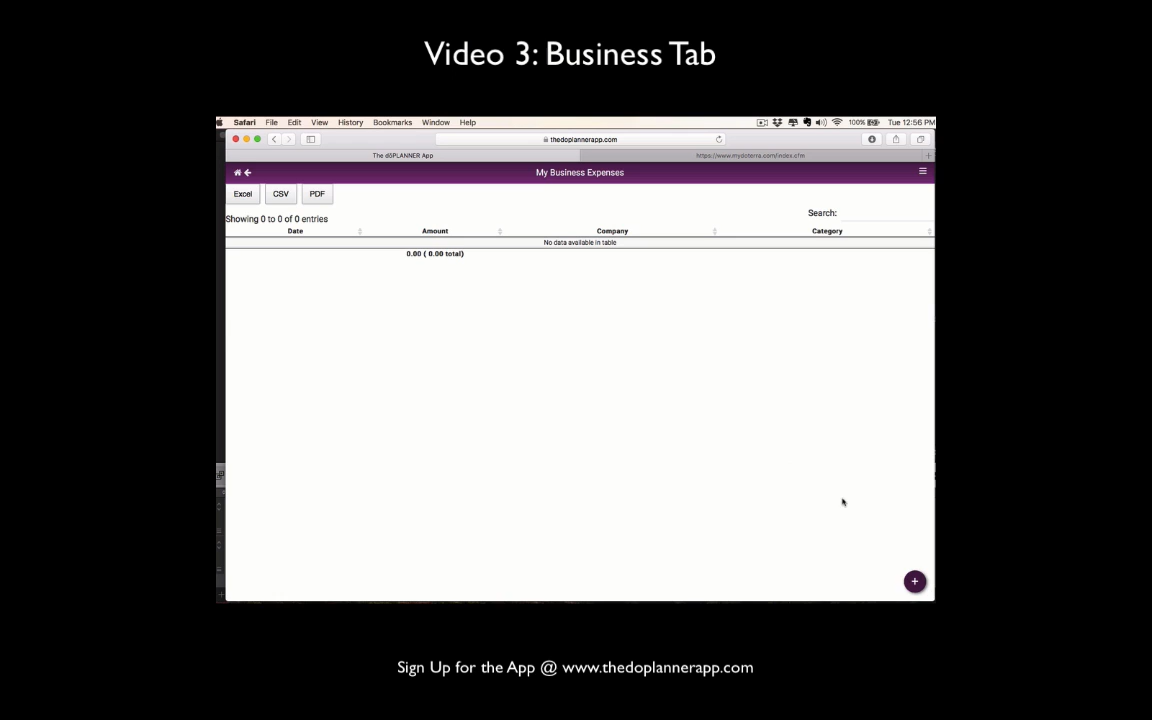 Video 3: Business Tab
Safari File Edit View History Bookmarks Window Help 100% Tue 12:56 PM
thedoplannerapp.com
The dōPLANNER App https://www.mydoterra.com/index.cfm
My Business Expenses
Excel CSV PDF
Search:
Showing 0 to 0 of 0 entries
Date Amount Company Category
No data available in table
0.00 ( 0.00 total)
+
Sign Up for the App @ www.thedoplannerapp.com